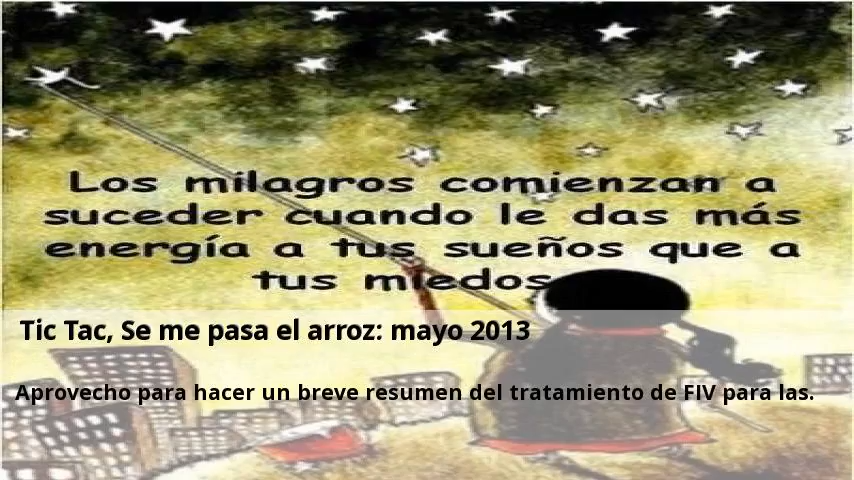 Los milagros comienzan a
suceder cuando le das más
energía a tus sueños que a
tus miedos
Tic Tac, Se me pasa el arroz: mayo 2013
Aprovecho para hacer un breve resumen del tratamiento de FIV para las.